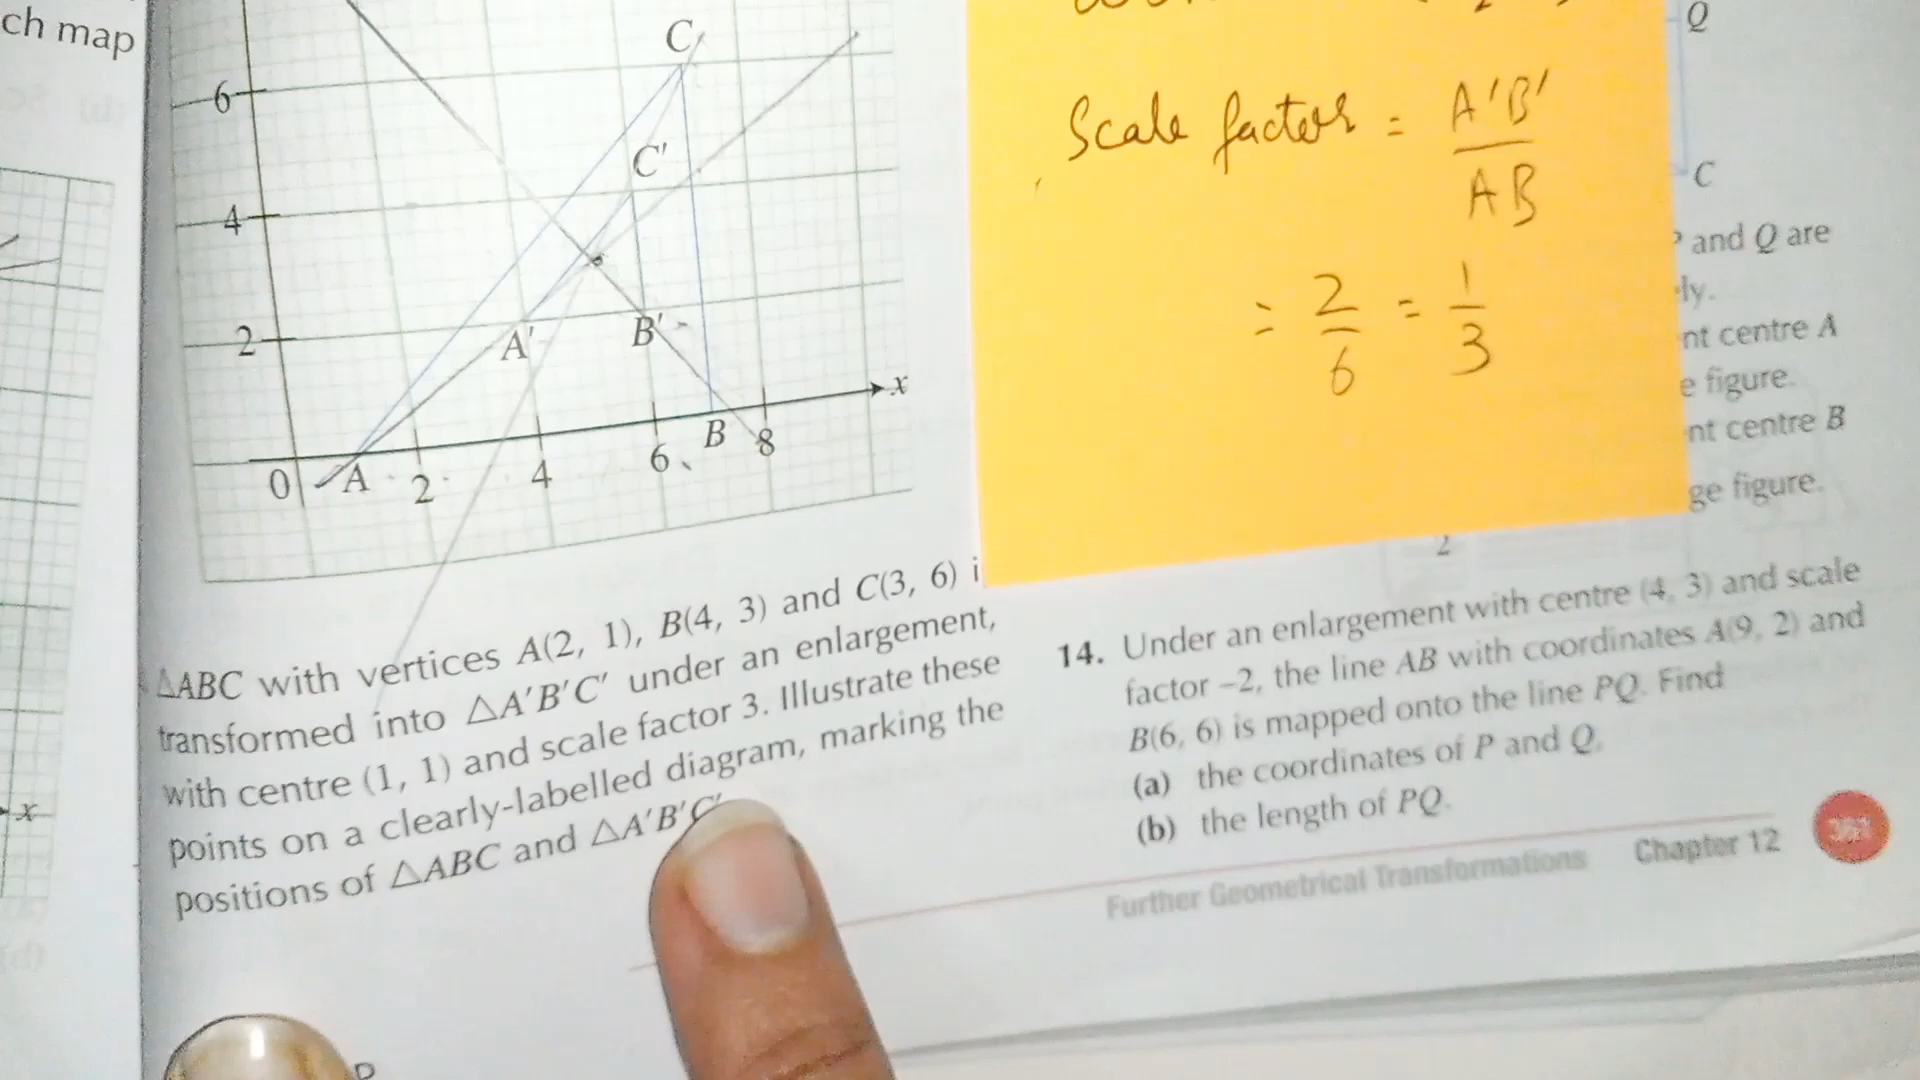 ch map
C
6
C'
4
2
A'
B'
x
0
A
2
4
6
B
8
△ABC with vertices A(2, 1), B(4, 3) and C(3, 6) i
transformed into △A'B'C' under an enlargement,
with centre (1, 1) and scale factor 3. Illustrate these
points on a clearly-labelled diagram, marking the
positions of △ABC and △A'B'C'
x
Scale factor = A'B'
AB
= 2/6 = 1/3
Q
C
P and Q are
ly.
nt centre A
e figure.
nt centre B
ge figure.
2
14. Under an enlargement with centre (4, 3) and scale
factor –2, the line AB with coordinates A(9, 2) and
B(6, 6) is mapped onto the line PQ. Find
(a) the coordinates of P and Q,
(b) the length of PQ.
Further Geometrical Transformations Chapter 12